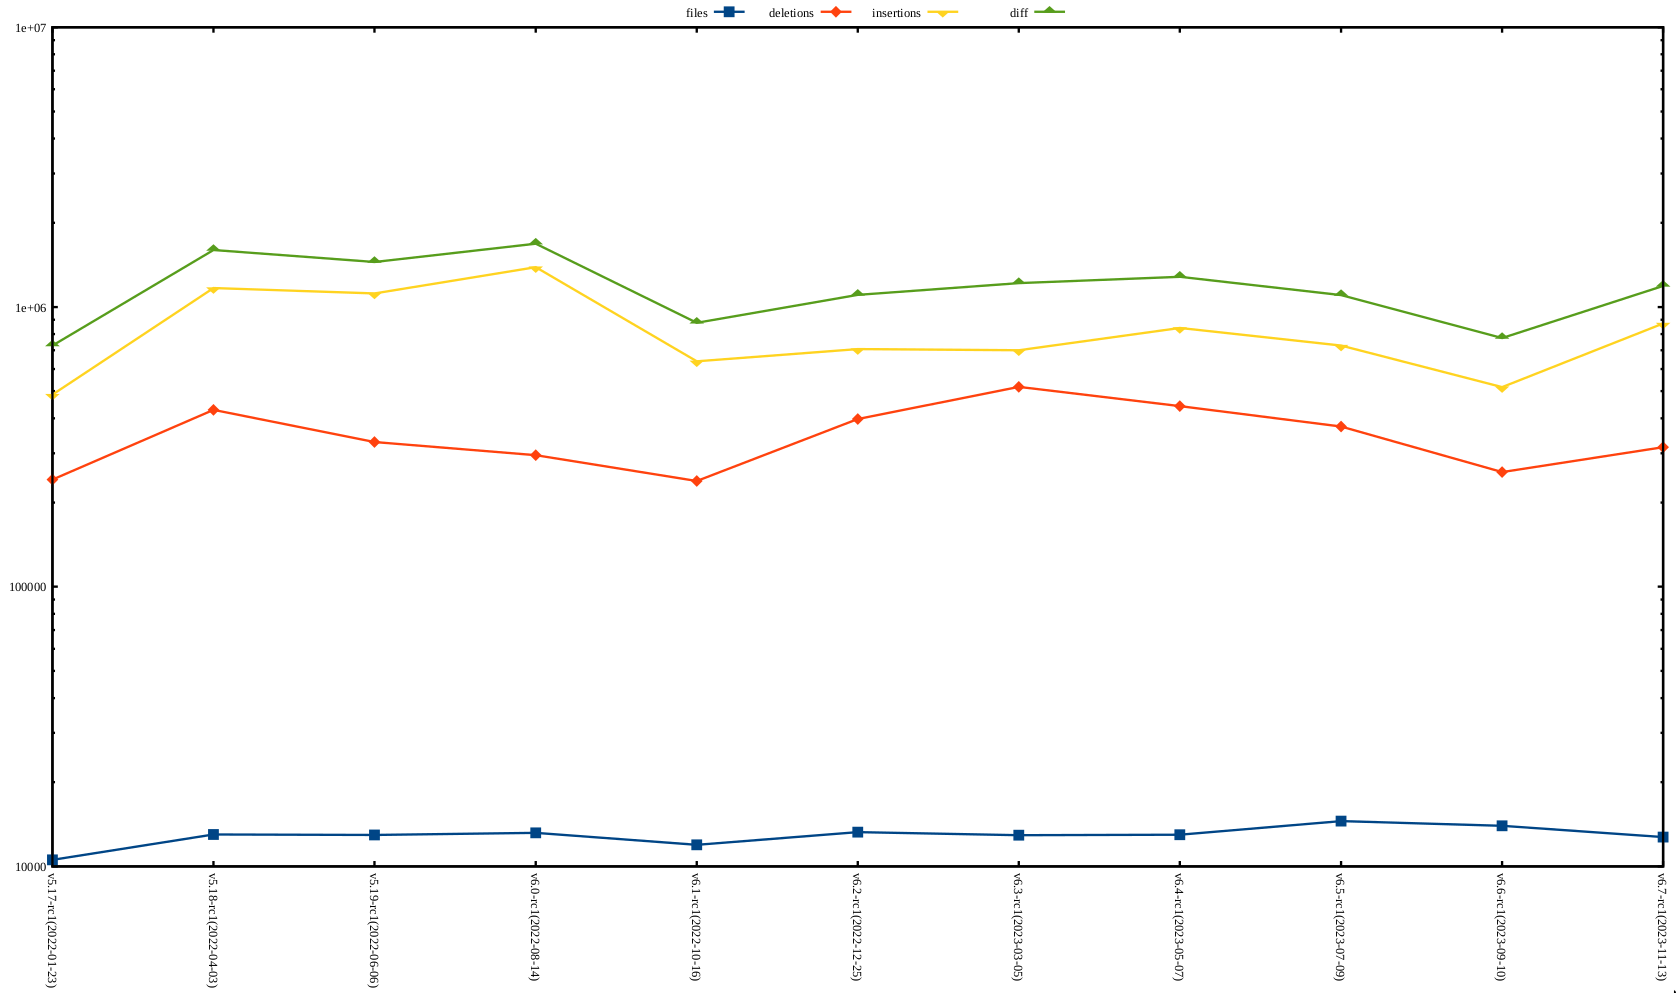 files deletions insertions diff
1e+07
1e+06
100000
10000
v5.17-rc1(2022-01-23)
v5.18-rc1(2022-04-03)
v5.19-rc1(2022-06-06)
v6.0-rc1(2022-08-14)
v6.1-rc1(2022-10-16)
v6.2-rc1(2022-12-25)
v6.3-rc1(2023-03-05)
v6.4-rc1(2023-05-07)
v6.5-rc1(2023-07-09)
v6.6-rc1(2023-09-10)
v6.7-rc1(2023-11-13)